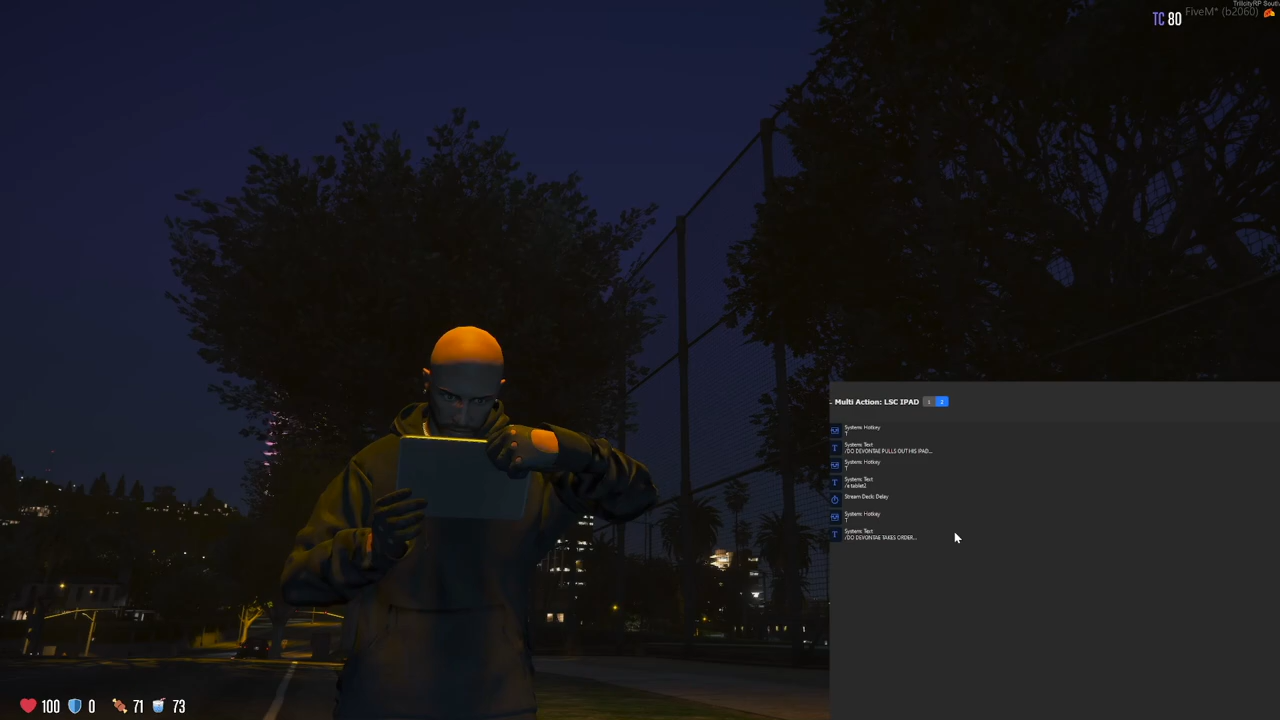 TrilcityRP South
TC 80 FiveM* (b2060)
Multi Action: LSC IPAD 1 2
System: Hotkey
T
System: Text
/DO DEVONTAE PULLS OUT HIS IPAD...
System: Hotkey
T
System: Text
/e tablet2
Stream Deck: Delay
System: Hotkey
T
System: Text
/DO DEVONTAE TAKES ORDER...
100 0 71 73